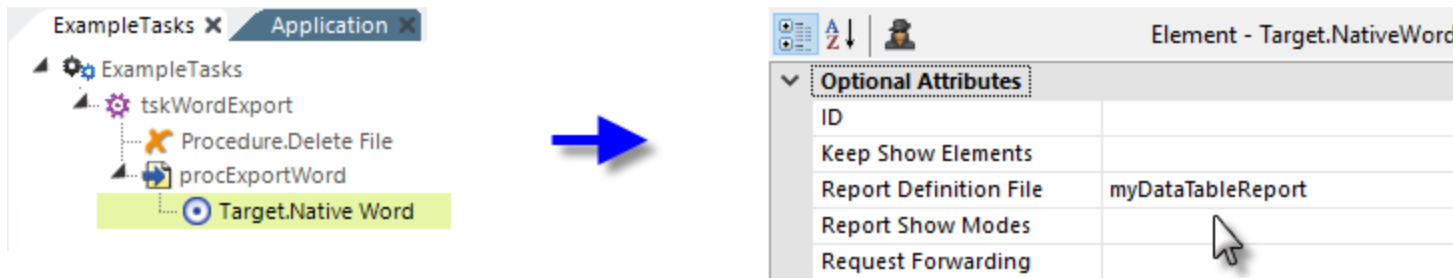 ExampleTasks
Application
ExampleTasks
tskWordExport
Procedure.Delete File
procExportWord
Target.Native Word
A
Z
Element - Target.NativeWord
Optional Attributes
ID
Keep Show Elements
Report Definition File myDataTableReport
Report Show Modes
Request Forwarding